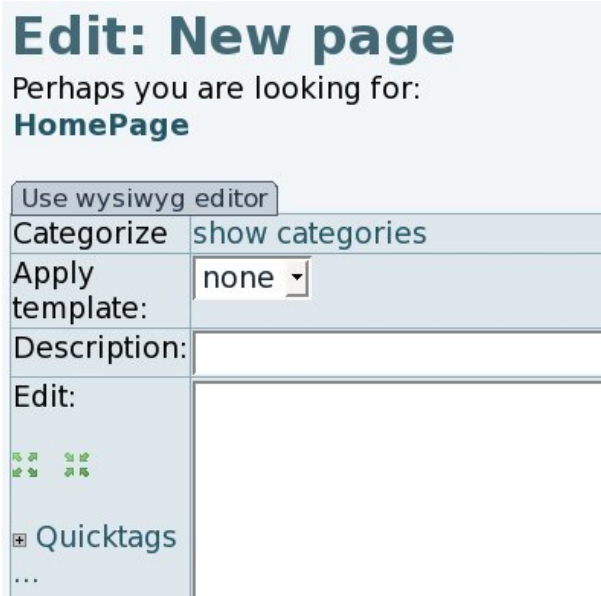 Edit: New page
Perhaps you are looking for:
HomePage
Use wysiwyg editor
Categorize show categories
Apply template: none
Description:
Edit:
Quicktags
...